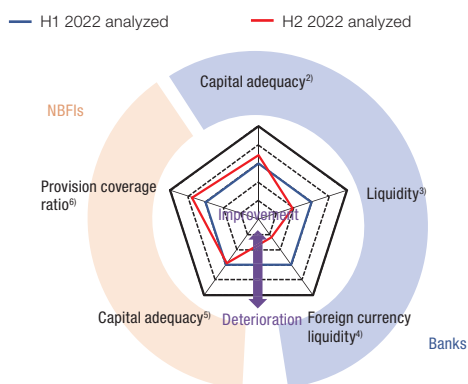 H1 2022 analyzed
H2 2022 analyzed
Capital adequacy2)
NBFIs
Provision coverage
ratio6)
Liquidity3)
Improvement
Capital adequacy5)
Deterioration
Foreign currency
liquidity4)
Banks